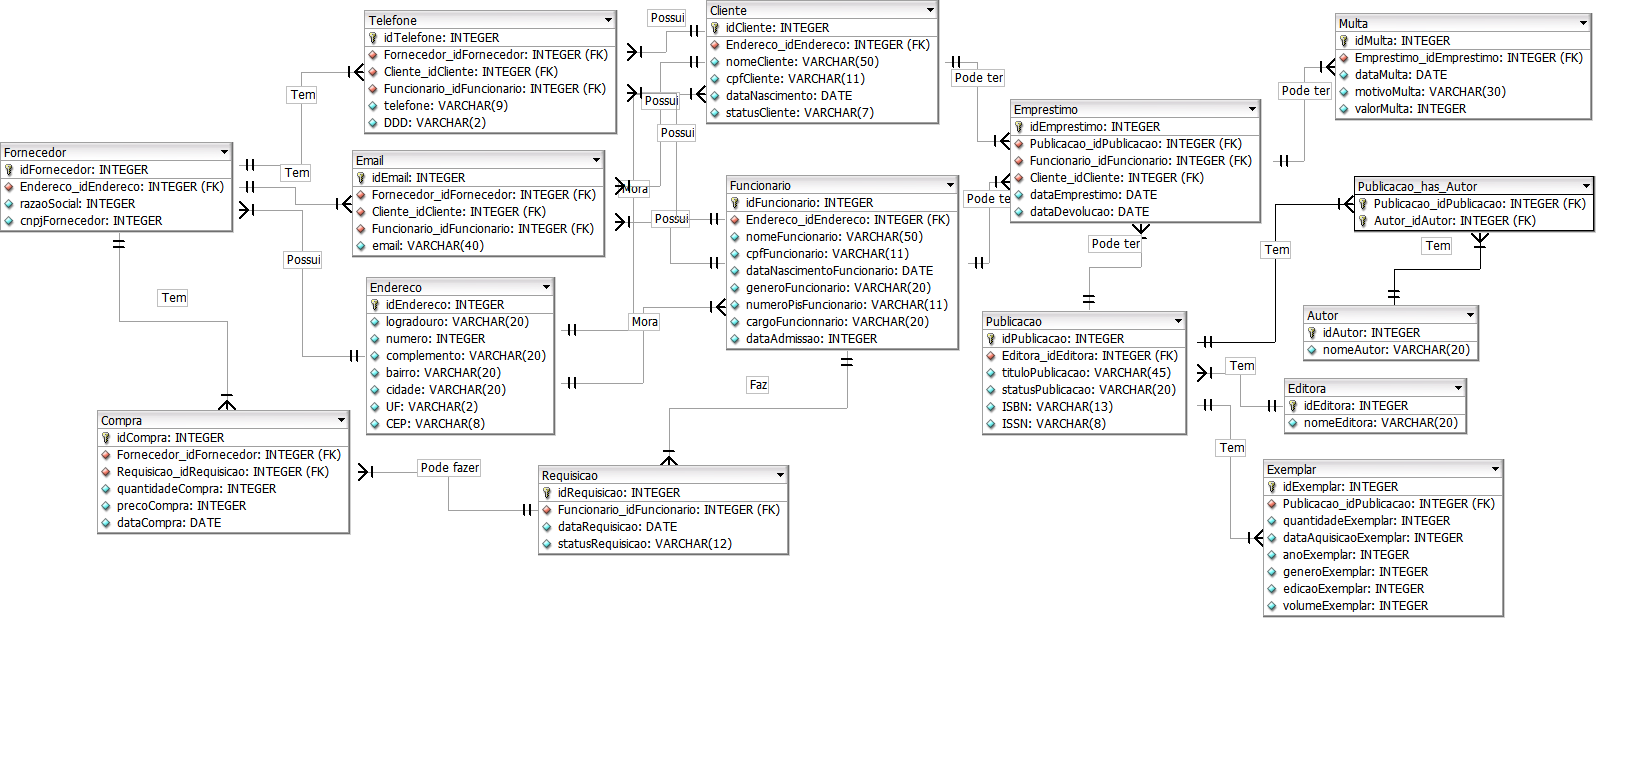 Telefone
idTelefone: INTEGER
Fornecedor_idFornecedor: INTEGER (FK)
Cliente_idCliente: INTEGER (FK)
Funcionario_idFuncionario: INTEGER (FK)
telefone: VARCHAR(9)
DDD: VARCHAR(2)
Possui
Cliente
idCliente: INTEGER
Endereco_idEndereco: INTEGER (FK)
nomeCliente: VARCHAR(50)
cpfCliente: VARCHAR(11)
dataNascimento: DATE
statusCliente: VARCHAR(7)
Multa
idMulta: INTEGER
Emprestimo_idEmprestimo: INTEGER (FK)
dataMulta: DATE
motivoMulta: VARCHAR(30)
valorMulta: INTEGER
Tem
Possui
Possui
Pode ter
Pode ter
Emprestimo
idEmprestimo: INTEGER
Publicacao_idPublicacao: INTEGER (FK)
Funcionario_idFuncionario: INTEGER (FK)
Cliente_idCliente: INTEGER (FK)
dataEmprestimo: DATE
dataDevolucao: DATE
Fornecedor
idFornecedor: INTEGER
Endereco_idEndereco: INTEGER (FK)
razaoSocial: INTEGER
cnpjFornecedor: INTEGER
Tem
Email
idEmail: INTEGER
Fornecedor_idFornecedor: INTEGER (FK)
Cliente_idCliente: INTEGER (FK)
Funcionario_idFuncionario: INTEGER (FK)
email: VARCHAR(40)
Mora
Possui
Funcionario
idFuncionario: INTEGER
Endereco_idEndereco: INTEGER (FK)
nomeFuncionario: VARCHAR(50)
cpfFuncionario: VARCHAR(11)
dataNascimentoFuncionario: DATE
generoFuncionario: VARCHAR(20)
numeroPisFuncionario: VARCHAR(11)
cargoFuncionnario: VARCHAR(20)
dataAdmissao: INTEGER
Pode te
Publicacao_has_Autor
Publicacao_idPublicacao: INTEGER (FK)
Autor_idAutor: INTEGER (FK)
Pode ter
Tem
Tem
Possui
Tem
Endereco
idEndereco: INTEGER
logradouro: VARCHAR(20)
numero: INTEGER
complemento: VARCHAR(20)
bairro: VARCHAR(20)
cidade: VARCHAR(20)
UF: VARCHAR(2)
CEP: VARCHAR(8)
Mora
Publicacao
idPublicacao: INTEGER
Editora_idEditora: INTEGER (FK)
tituloPublicacao: VARCHAR(45)
statusPublicacao: VARCHAR(20)
ISBN: VARCHAR(13)
ISSN: VARCHAR(8)
Autor
idAutor: INTEGER
nomeAutor: VARCHAR(20)
Tem
Faz
Editora
idEditora: INTEGER
nomeEditora: VARCHAR(20)
Tem
Compra
idCompra: INTEGER
Fornecedor_idFornecedor: INTEGER (FK)
Requisicao_idRequisicao: INTEGER (FK)
quantidadeCompra: INTEGER
precoCompra: INTEGER
dataCompra: DATE
Pode fazer
Requisicao
idRequisicao: INTEGER
Funcionario_idFuncionario: INTEGER (FK)
dataRequisicao: DATE
statusRequisicao: VARCHAR(12)
Exemplar
idExemplar: INTEGER
Publicacao_idPublicacao: INTEGER (FK)
quantidadeExemplar: INTEGER
dataAquisicaoExemplar: INTEGER
anoExemplar: INTEGER
generoExemplar: INTEGER
edicaoExemplar: INTEGER
volumeExemplar: INTEGER